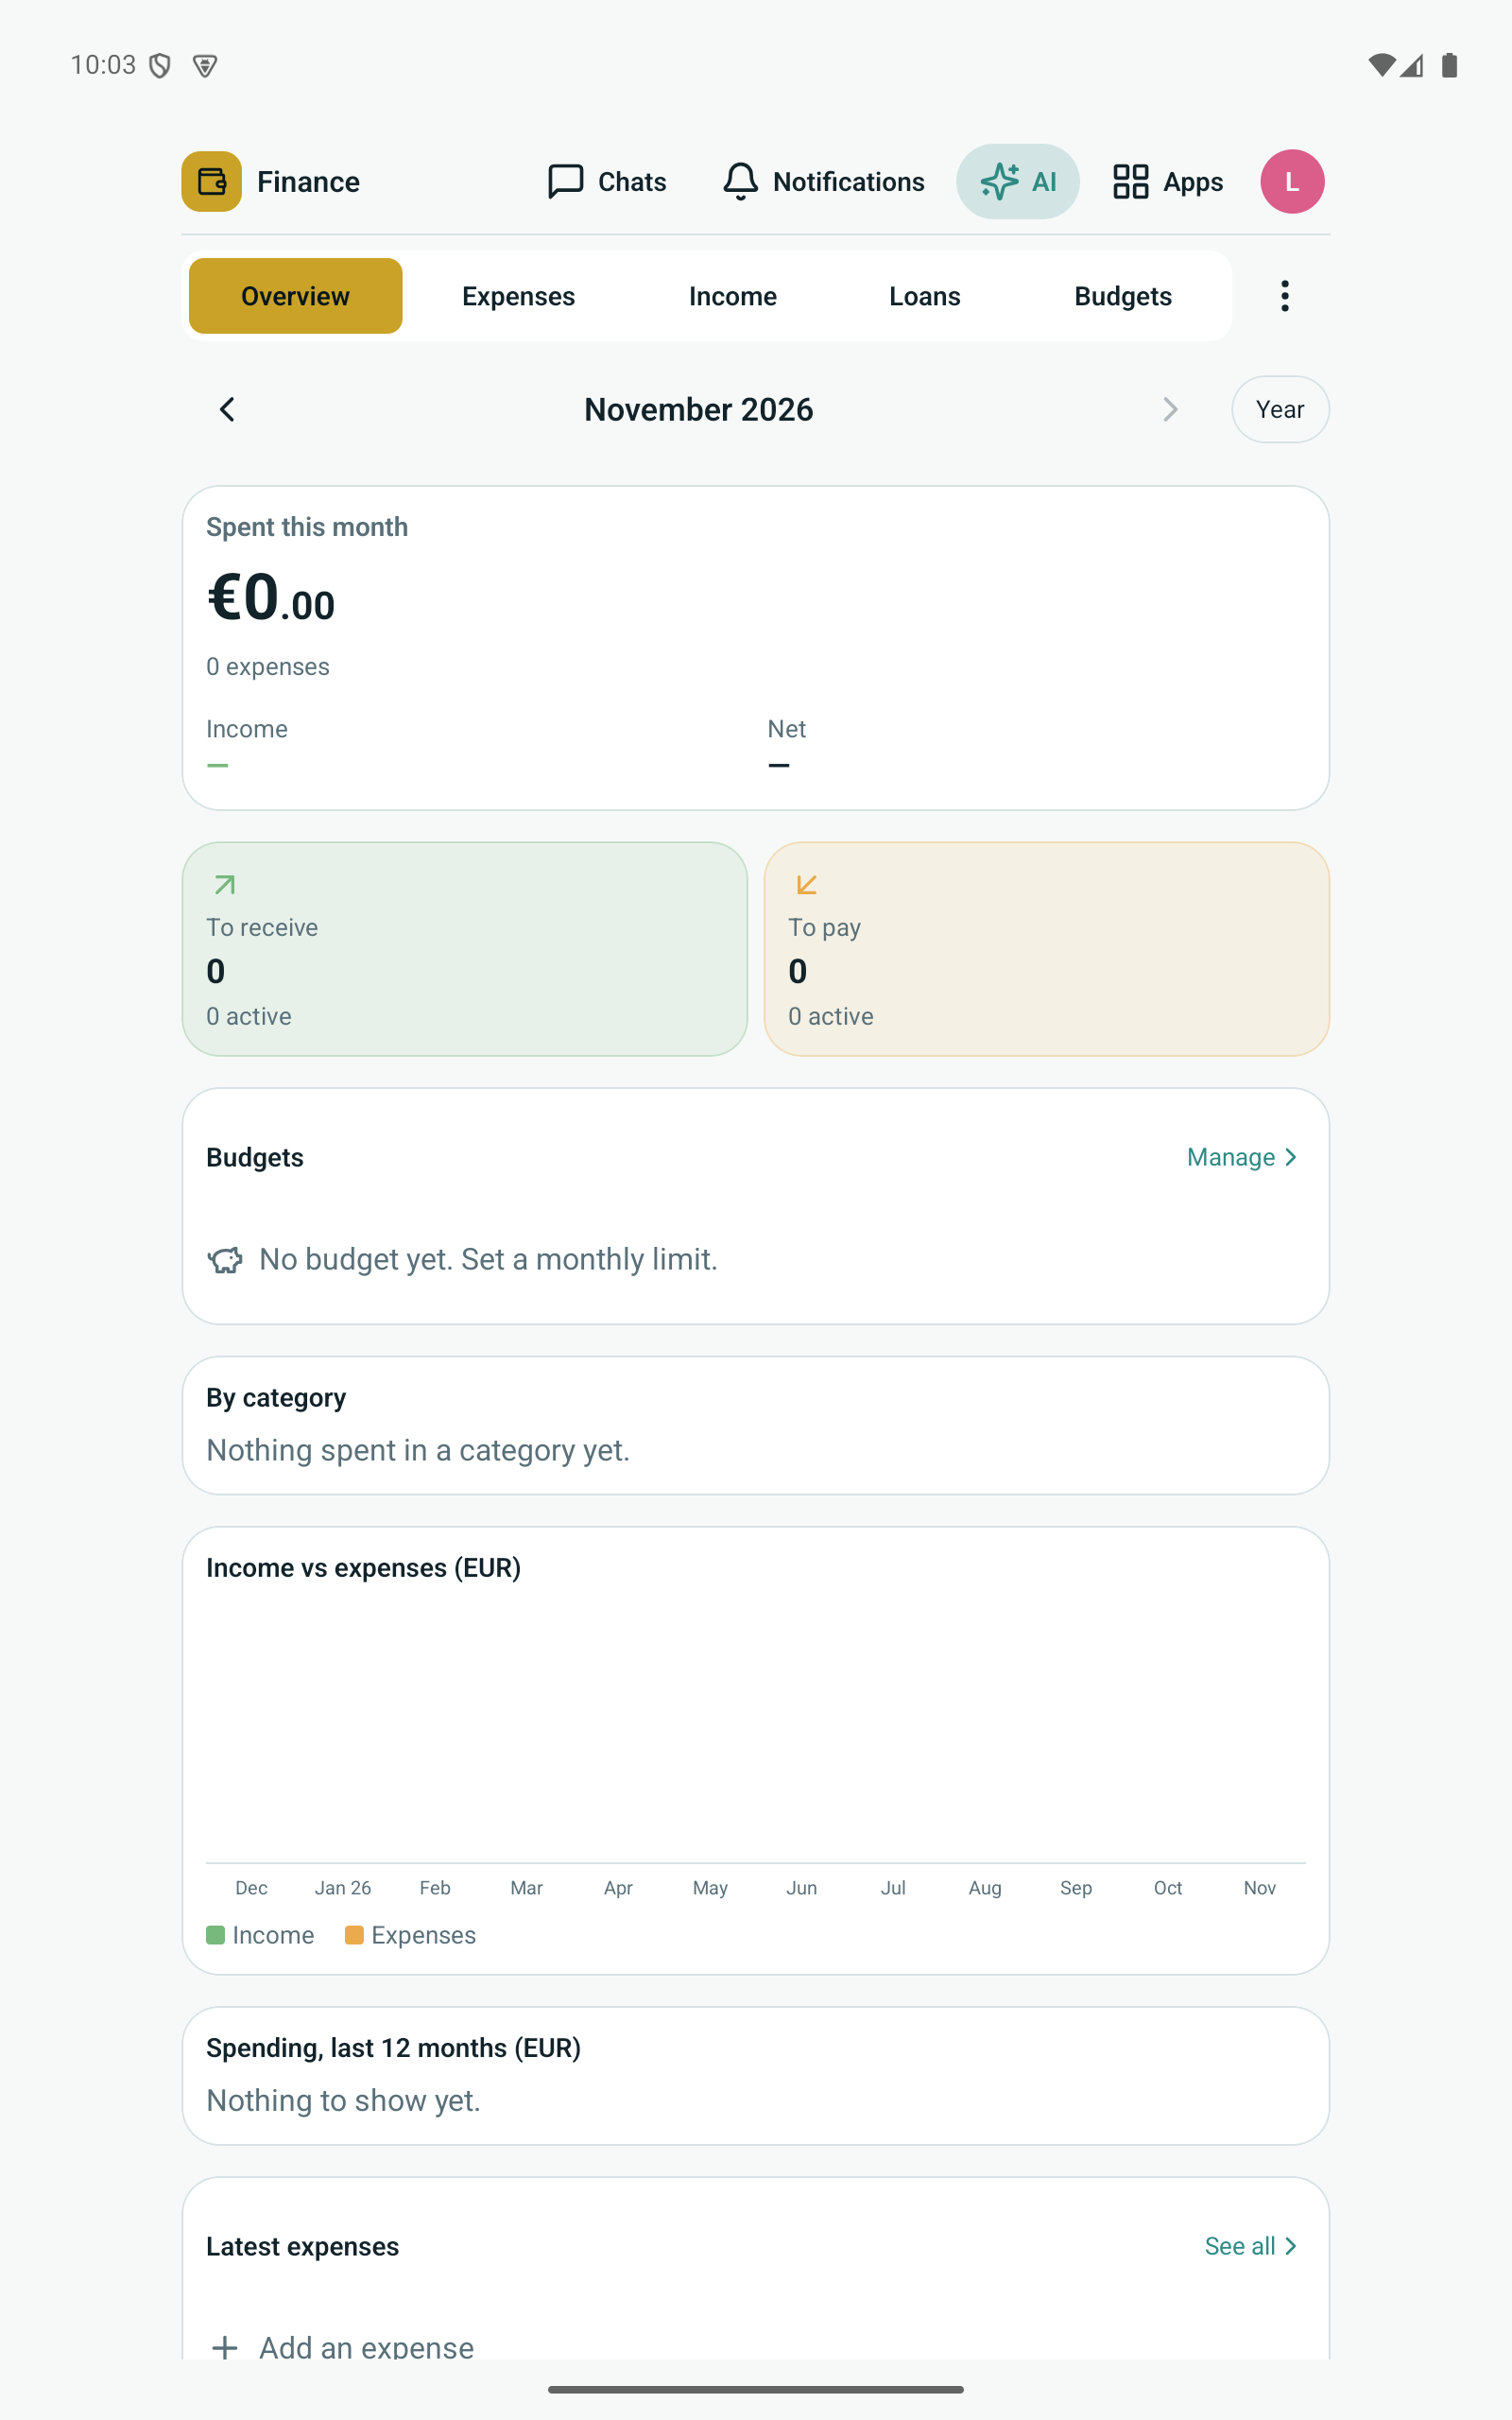 10:03
Finance
Chats
Notifications
AI
Apps
L
Overview
Expenses
Income
Loans
Budgets
November 2026
Year
Spent this month
€0.00
0 expenses
Income
Net
—
—
To receive
0
0 active
To pay
0
0 active
Budgets
Manage
No budget yet. Set a monthly limit.
By category
Nothing spent in a category yet.
Income vs expenses (EUR)
Dec Jan 26 Feb Mar Apr May Jun Jul Aug Sep Oct Nov
Income
Expenses
Spending, last 12 months (EUR)
Nothing to show yet.
Latest expenses
See all
Add an expense